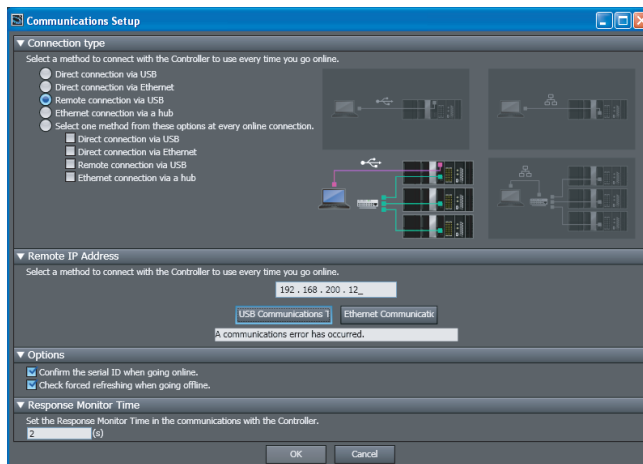 Communications Setup
▼ Connection type
Select a method to connect with the Controller to use every time you go online.
Direct connection via USB
Direct connection via Ethernet
Remote connection via USB
Ethernet connection via a hub
Select one method from these options at every online connection.
Direct connection via USB
Direct connection via Ethernet
Remote connection via USB
Ethernet connection via a hub
▼ Remote IP Address
Select a method to connect with the Controller to use every time you go online.
192 . 168 . 200 . 12_
USB Communications T Ethernet Communicatic
A communications error has occurred.
▼ Options
Confirm the serial ID when going online.
Check forced refreshing when going offline.
▼ Response Monitor Time
Set the Response Monitor Time in the communications with the Controller.
2 (s)
OK Cancel